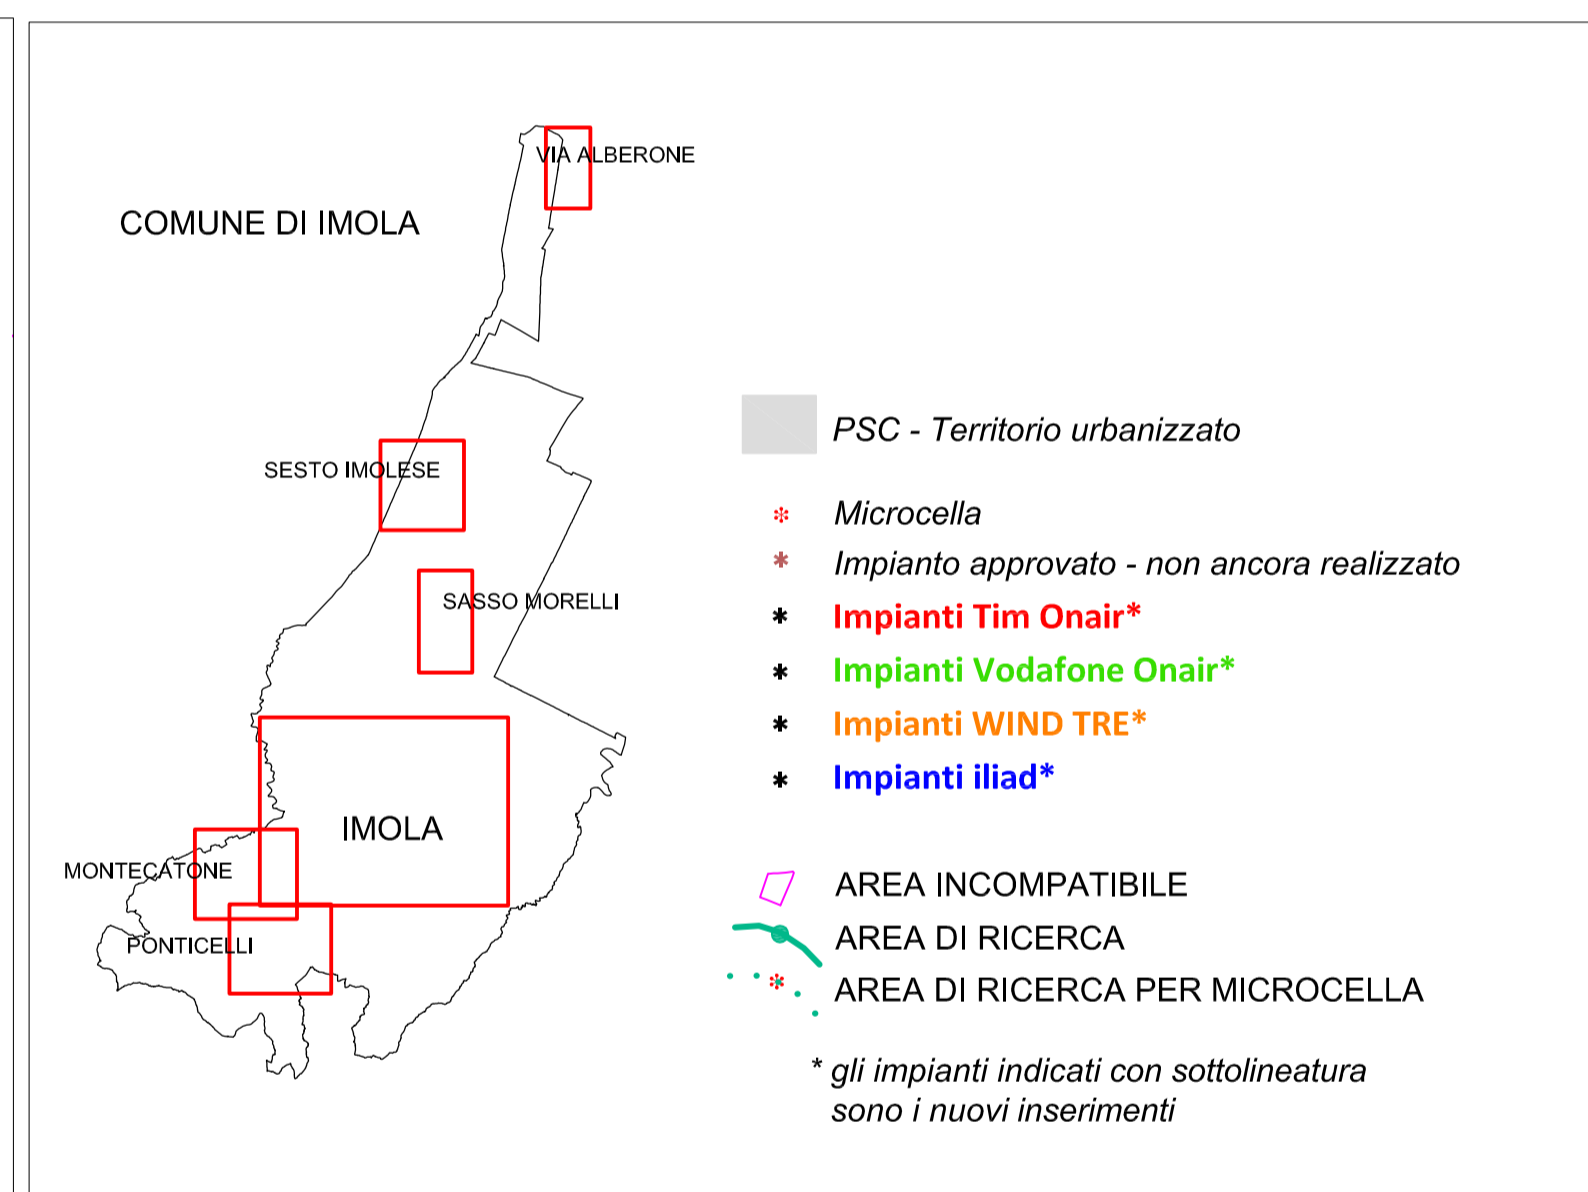 COMUNE DI IMOLA
VIA ALBERONE
SESTO IMOLESE
SASSO MORELLI
IMOLA
MONTECATONE
PONTICELLI
PSC - Territorio urbanizzato
Microcella
Impianto approvato - non ancora realizzato
Impianti Tim Onair*
Impianti Vodafone Onair*
Impianti WIND TRE*
Impianti iliad*
AREA INCOMPATIBILE
AREA DI RICERCA
AREA DI RICERCA PER MICROCELLA
* gli impianti indicati con sottolineatura
sono i nuovi inserimenti